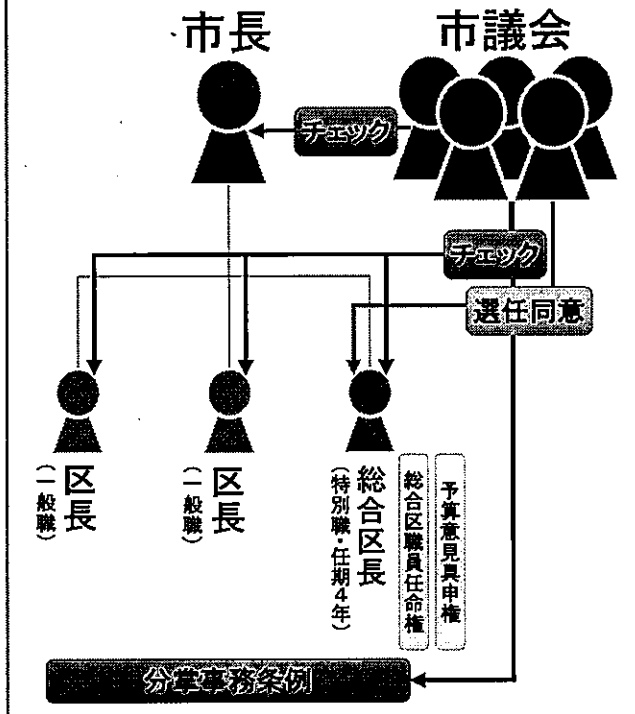 市長
市議会
チェック
チェック
選任同意
区長
（一般職）
区長
（一般職）
総合区長
（特別職・任期4年）
総合区職員任命権
予算意見具申権
分掌事務条例